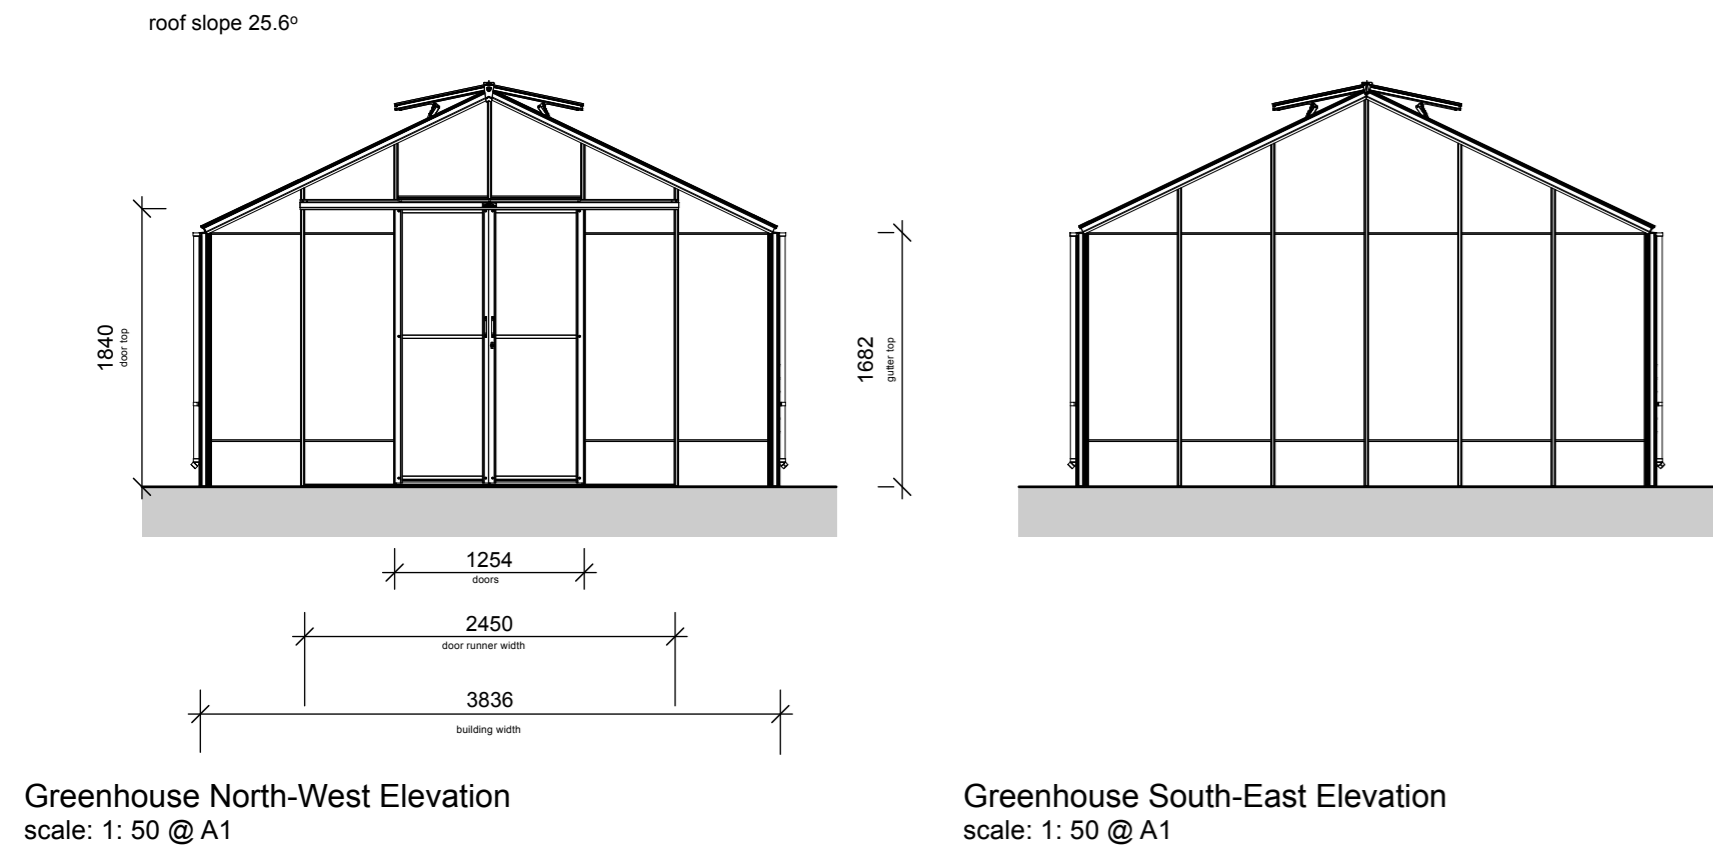 roof slope 25.6º
1840
door top
1682
gutter top
1254
doors
2450
door runner width
3836
building width
Greenhouse North-West Elevation
scale: 1: 50 @ A1
Greenhouse South-East Elevation
scale: 1: 50 @ A1